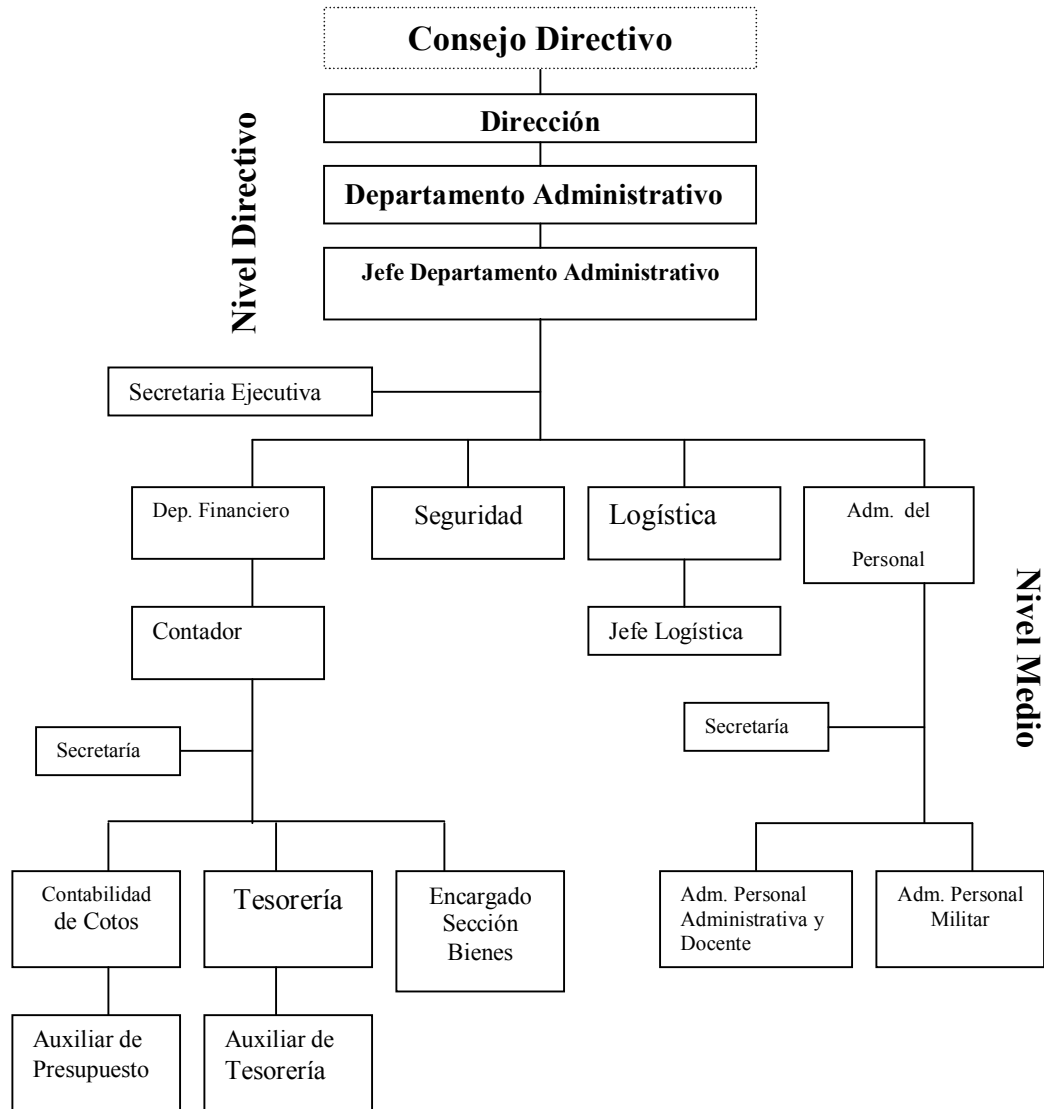 Consejo Directivo
Dirección
Nivel Directivo
Departamento Administrativo
Jefe Departamento Administrativo
Secretaria Ejecutiva
Dep. Financiero
Seguridad
Logística
Adm. del
Personal
Nivel Medio
Contador
Jefe Logística
Secretaría
Secretaría
Contabilidad
de Cotos
Tesorería
Encargado
Sección
Bienes
Adm. Personal
Administrativa y
Docente
Adm. Personal
Militar
Auxiliar de
Presupuesto
Auxiliar de
Tesorería